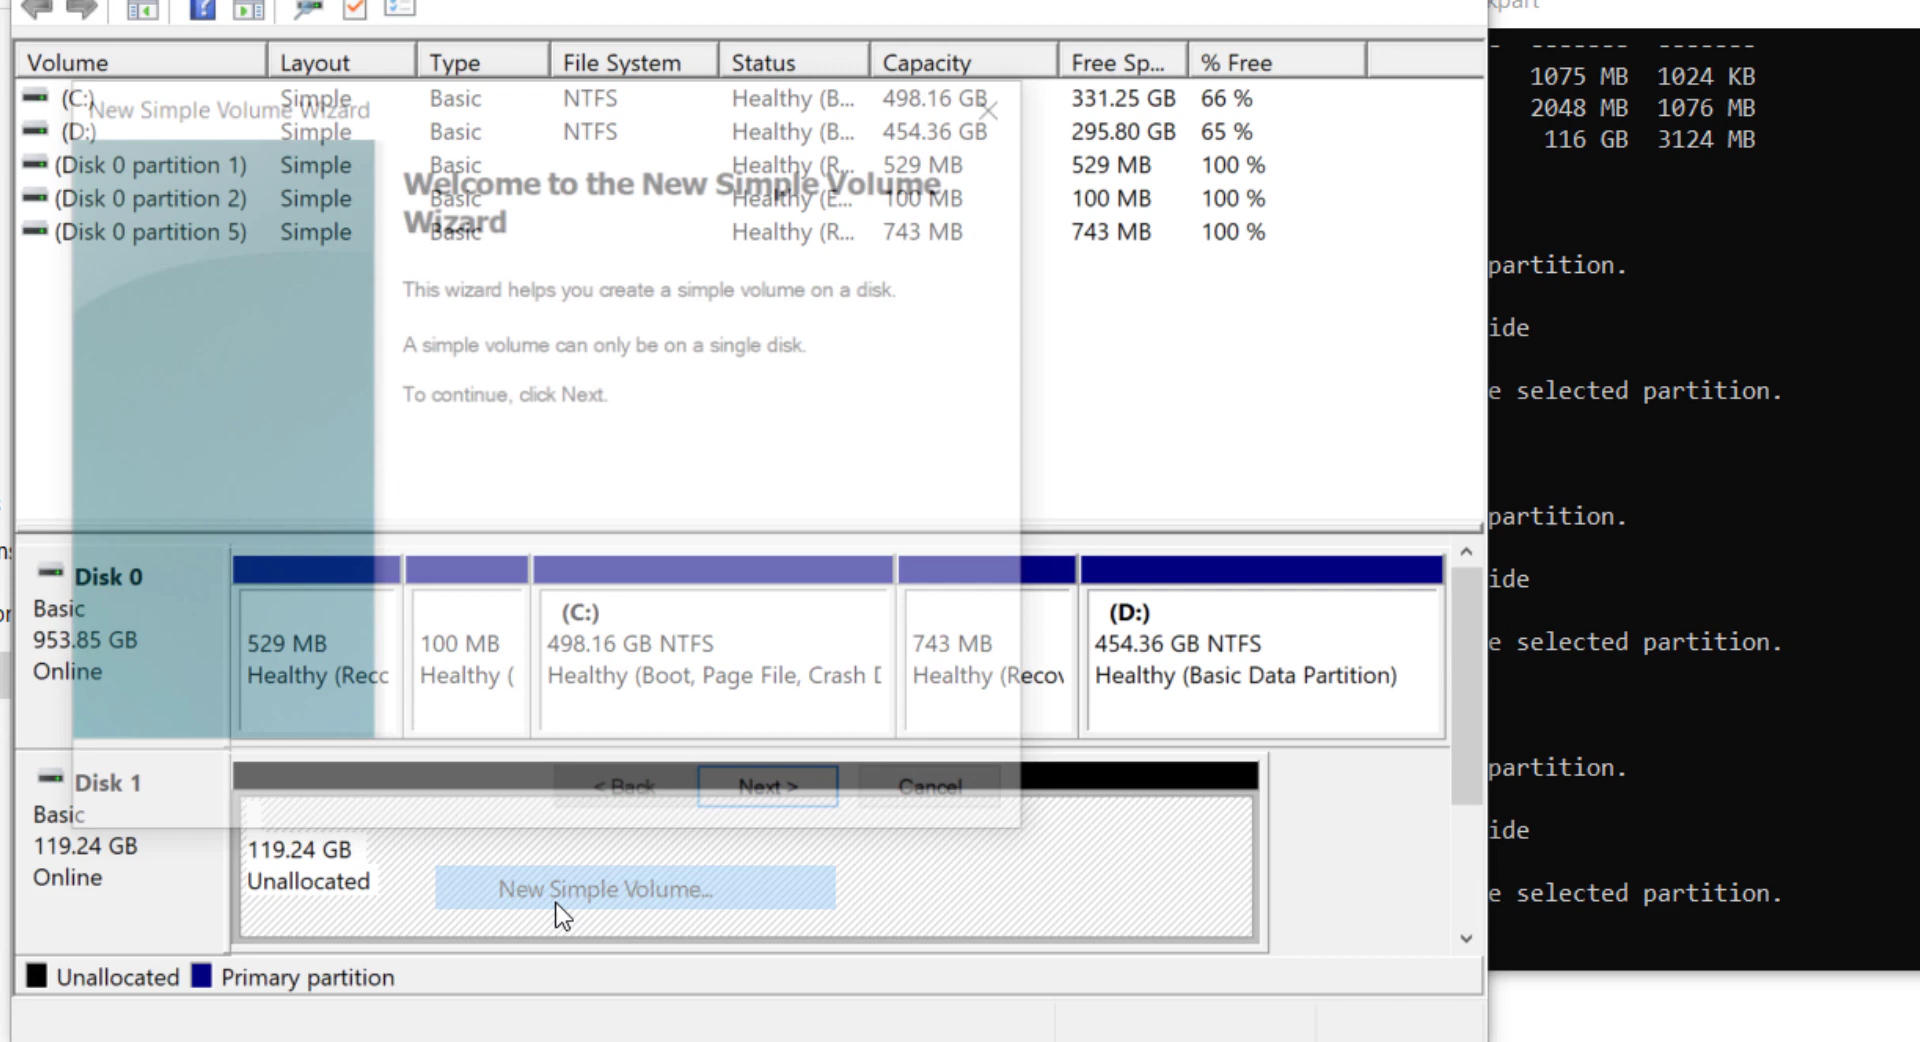 kpart
Volume Layout Type File System Status Capacity Free Sp... % Free
(C:) Simple Basic NTFS Healthy (B... 498.16 GB 331.25 GB 66 %
(D:) Simple Basic NTFS Healthy (B... 454.36 GB 295.80 GB 65 %
(Disk 0 partition 1) Simple Basic Healthy (R... 529 MB 529 MB 100 %
(Disk 0 partition 2) Simple Basic Healthy (E... 100 MB 100 MB 100 %
(Disk 0 partition 5) Simple Basic Healthy (R... 743 MB 743 MB 100 %
New Simple Volume Wizard
Welcome to the New Simple Volume
Wizard
This wizard helps you create a simple volume on a disk.
A simple volume can only be on a single disk.
To continue, click Next.
< Back Next > Cancel
Disk 0
Basic
953.85 GB
Online
529 MB
Healthy (Recc
100 MB
Healthy (
(C:)
498.16 GB NTFS
Healthy (Boot, Page File, Crash D
743 MB
Healthy (Recov
(D:)
454.36 GB NTFS
Healthy (Basic Data Partition)
Disk 1
Basic
119.24 GB
Online
119.24 GB
Unallocated
New Simple Volume...
Unallocated Primary partition
- ------- -------
1075 MB 1024 KB
2048 MB 1076 MB
116 GB 3124 MB
partition.
ide
e selected partition.
partition.
ide
e selected partition.
partition.
ide
e selected partition.